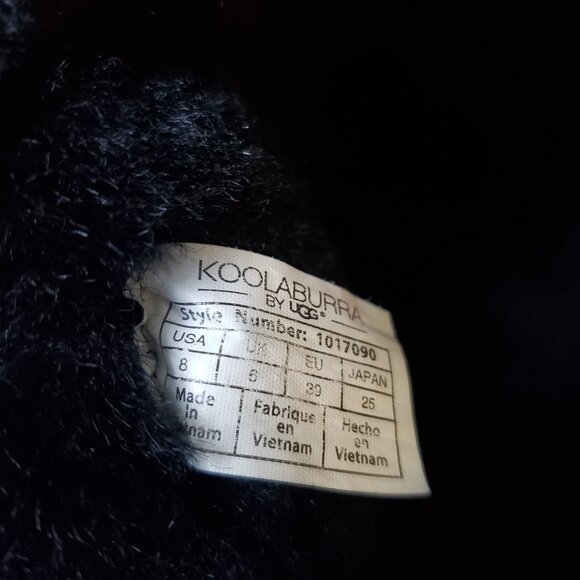 KOOLABURRA
BY UGG®
Style Number: 1017090
USA UK EU JAPAN
8 6 39 25
Made in Vietnam
Fabrique en Vietnam
Hecho en Vietnam